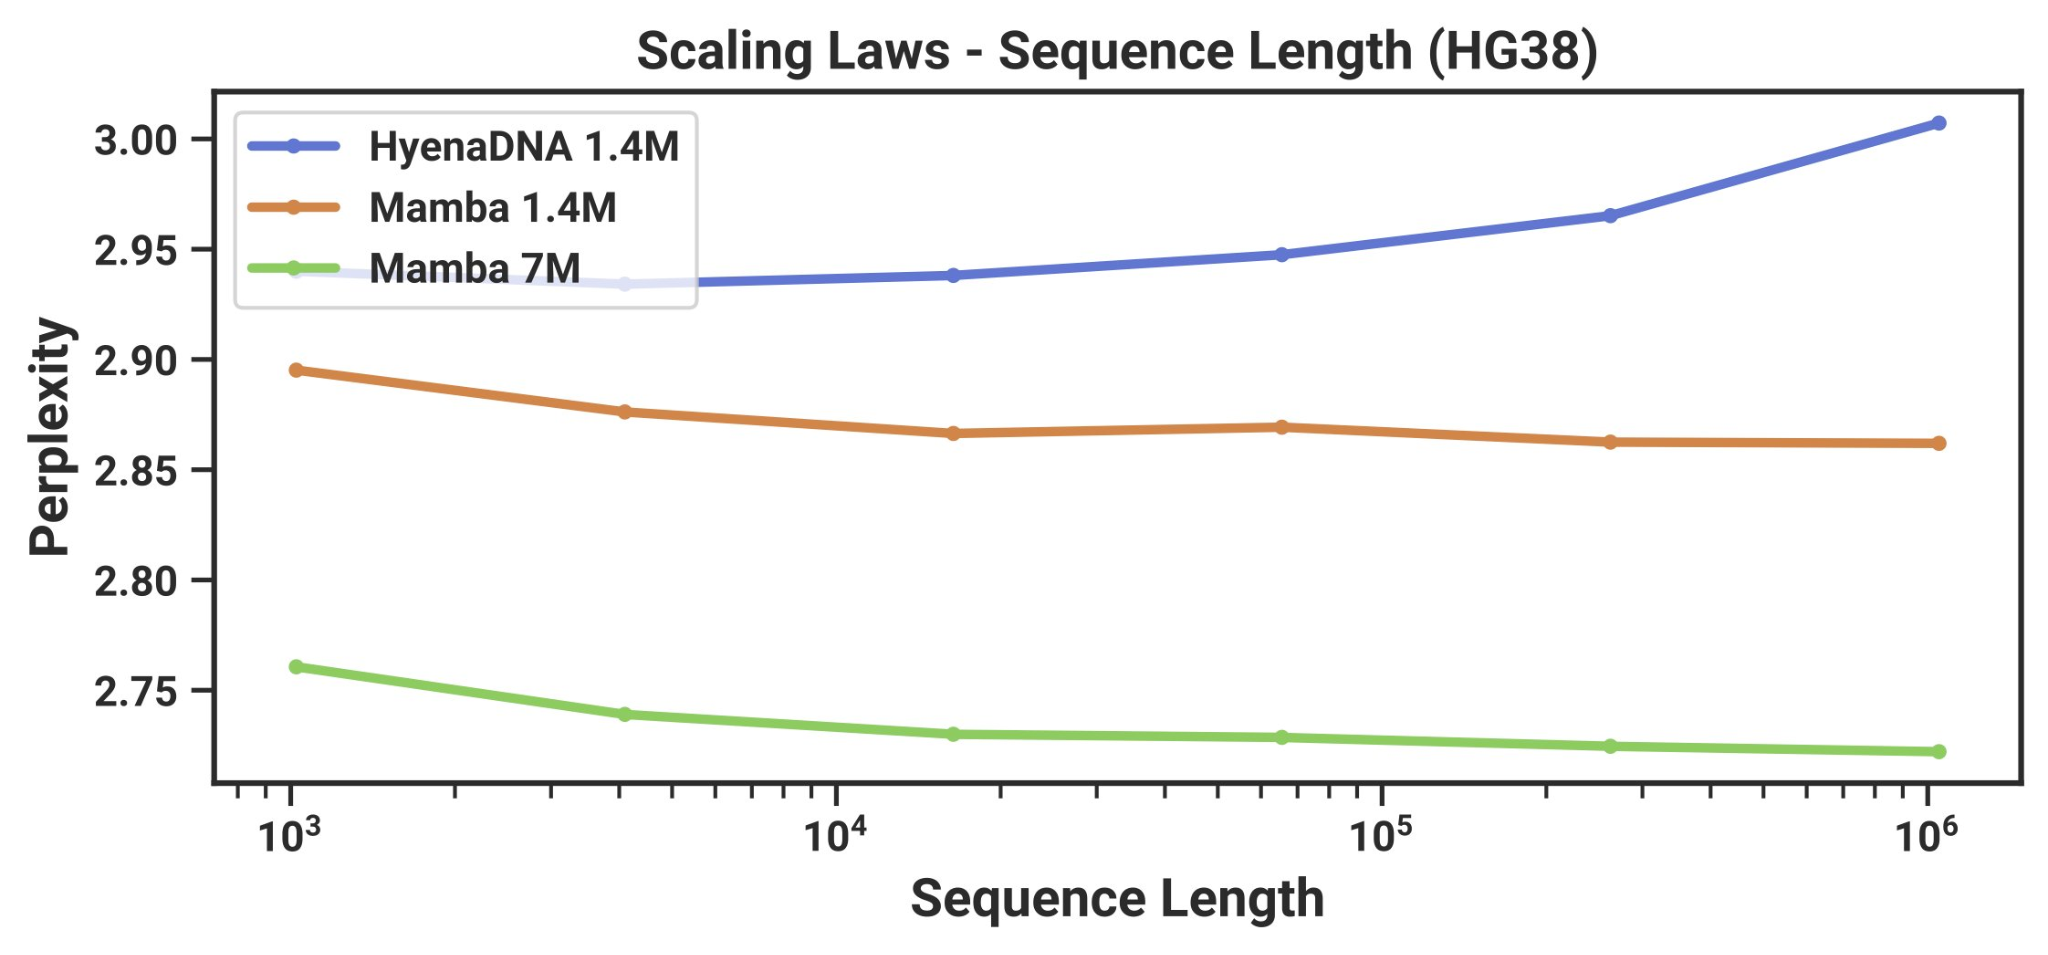 Scaling Laws - Sequence Length (HG38)
HyenaDNA 1.4M
Mamba 1.4M
Mamba 7M
Perplexity
3.00
2.95
2.90
2.85
2.80
2.75
10³
10⁴
10⁵
10⁶
Sequence Length